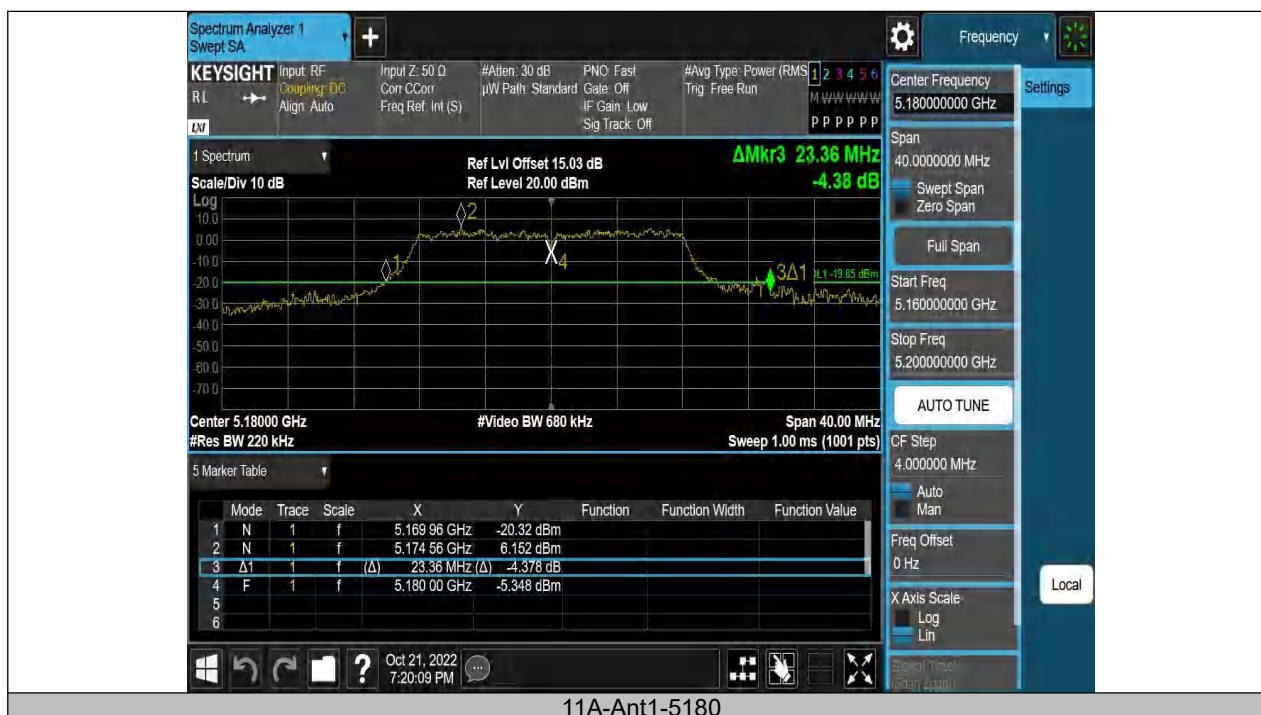 Spectrum Analyzer 1
Swept SA
Frequency
KEYSIGHT
RL
LXI
Input: RF
Coupling: DC
Align: Auto
Input Z: 50 Ω
Corr CCorr
Freq Ref: Int (S)
#Atten: 30 dB
µW Path: Standard
PNO: Fast
Gate: Off
IF Gain: Low
Sig Track: Off
#Avg Type: Power (RMS
Trig: Free Run
1 2 3 4 5 6
M W W W W W
P P P P P P
Center Frequency
5.180000000 GHz
Settings
Span
40.0000000 MHz
Swept Span
Zero Span
Full Span
Start Freq
5.160000000 GHz
Stop Freq
5.200000000 GHz
AUTO TUNE
CF Step
4.000000 MHz
Auto
Man
Freq Offset
0 Hz
X Axis Scale
Log
Lin
Local
1 Spectrum
Scale/Div 10 dB
Ref Lvl Offset 15.03 dB
Ref Level 20.00 dBm
ΔMkr3 23.36 MHz
-4.38 dB
Log
10.0
0.00
-10.0
-20.0
-30.0
-40.0
-50.0
-60.0
-70.0
2
1
4
3Δ1
DL1 -19.85 dBm
Center 5.18000 GHz
#Video BW 680 kHz
Span 40.00 MHz
#Res BW 220 kHz
Sweep 1.00 ms (1001 pts)
5 Marker Table
Mode Trace Scale X Y Function Function Width Function Value
1 N 1 f 5.169 96 GHz -20.32 dBm
2 N 1 f 5.174 56 GHz 6.152 dBm
3 Δ1 1 f (Δ) 23.36 MHz (Δ) -4.378 dB
4 F 1 f 5.180 00 GHz -5.348 dBm
5
6
?
Oct 21, 2022
7:20:09 PM
11A-Ant1-5180